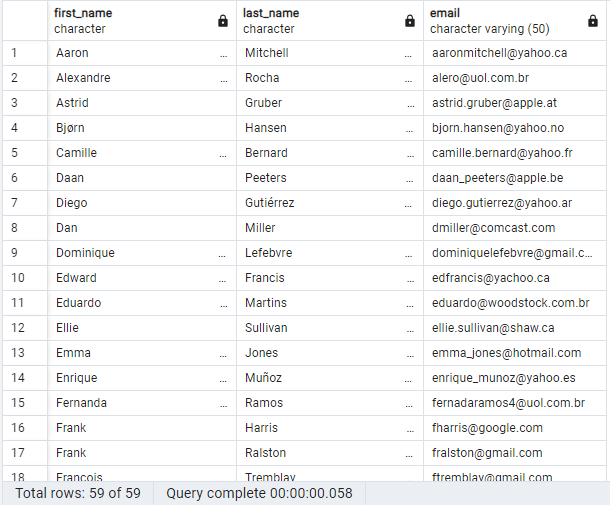 first_name last_name email
character character character varying (50)
1 Aaron ... Mitchell ... aaronmitchell@yahoo.ca
2 Alexandre ... Rocha ... alero@uol.com.br
3 Astrid Gruber ... astrid.gruber@apple.at
4 Bjørn Hansen ... bjorn.hansen@yahoo.no
5 Camille ... Bernard ... camille.bernard@yahoo.fr
6 Daan Peeters ... daan_peeters@apple.be
7 Diego Gutiérrez ... diego.gutierrez@yahoo.ar
8 Dan Miller dmiller@comcast.com
9 Dominique ... Lefebvre ... dominiquelefebvre@gmail.c...
10 Edward ... Francis ... edfrancis@yachoo.ca
11 Eduardo ... Martins ... eduardo@woodstock.com.br
12 Ellie Sullivan ... ellie.sullivan@shaw.ca
13 Emma ... Jones ... emma_jones@hotmail.com
14 Enrique ... Muñoz ... enrique_munoz@yahoo.es
15 Fernanda ... Ramos ... fernadaramos4@uol.com.br
16 Frank Harris ... fharris@google.com
17 Frank Ralston ... fralston@gmail.com
18 François Tremblay ftremblay@gmail.com
Total rows: 59 of 59 Query complete 00:00:00.058